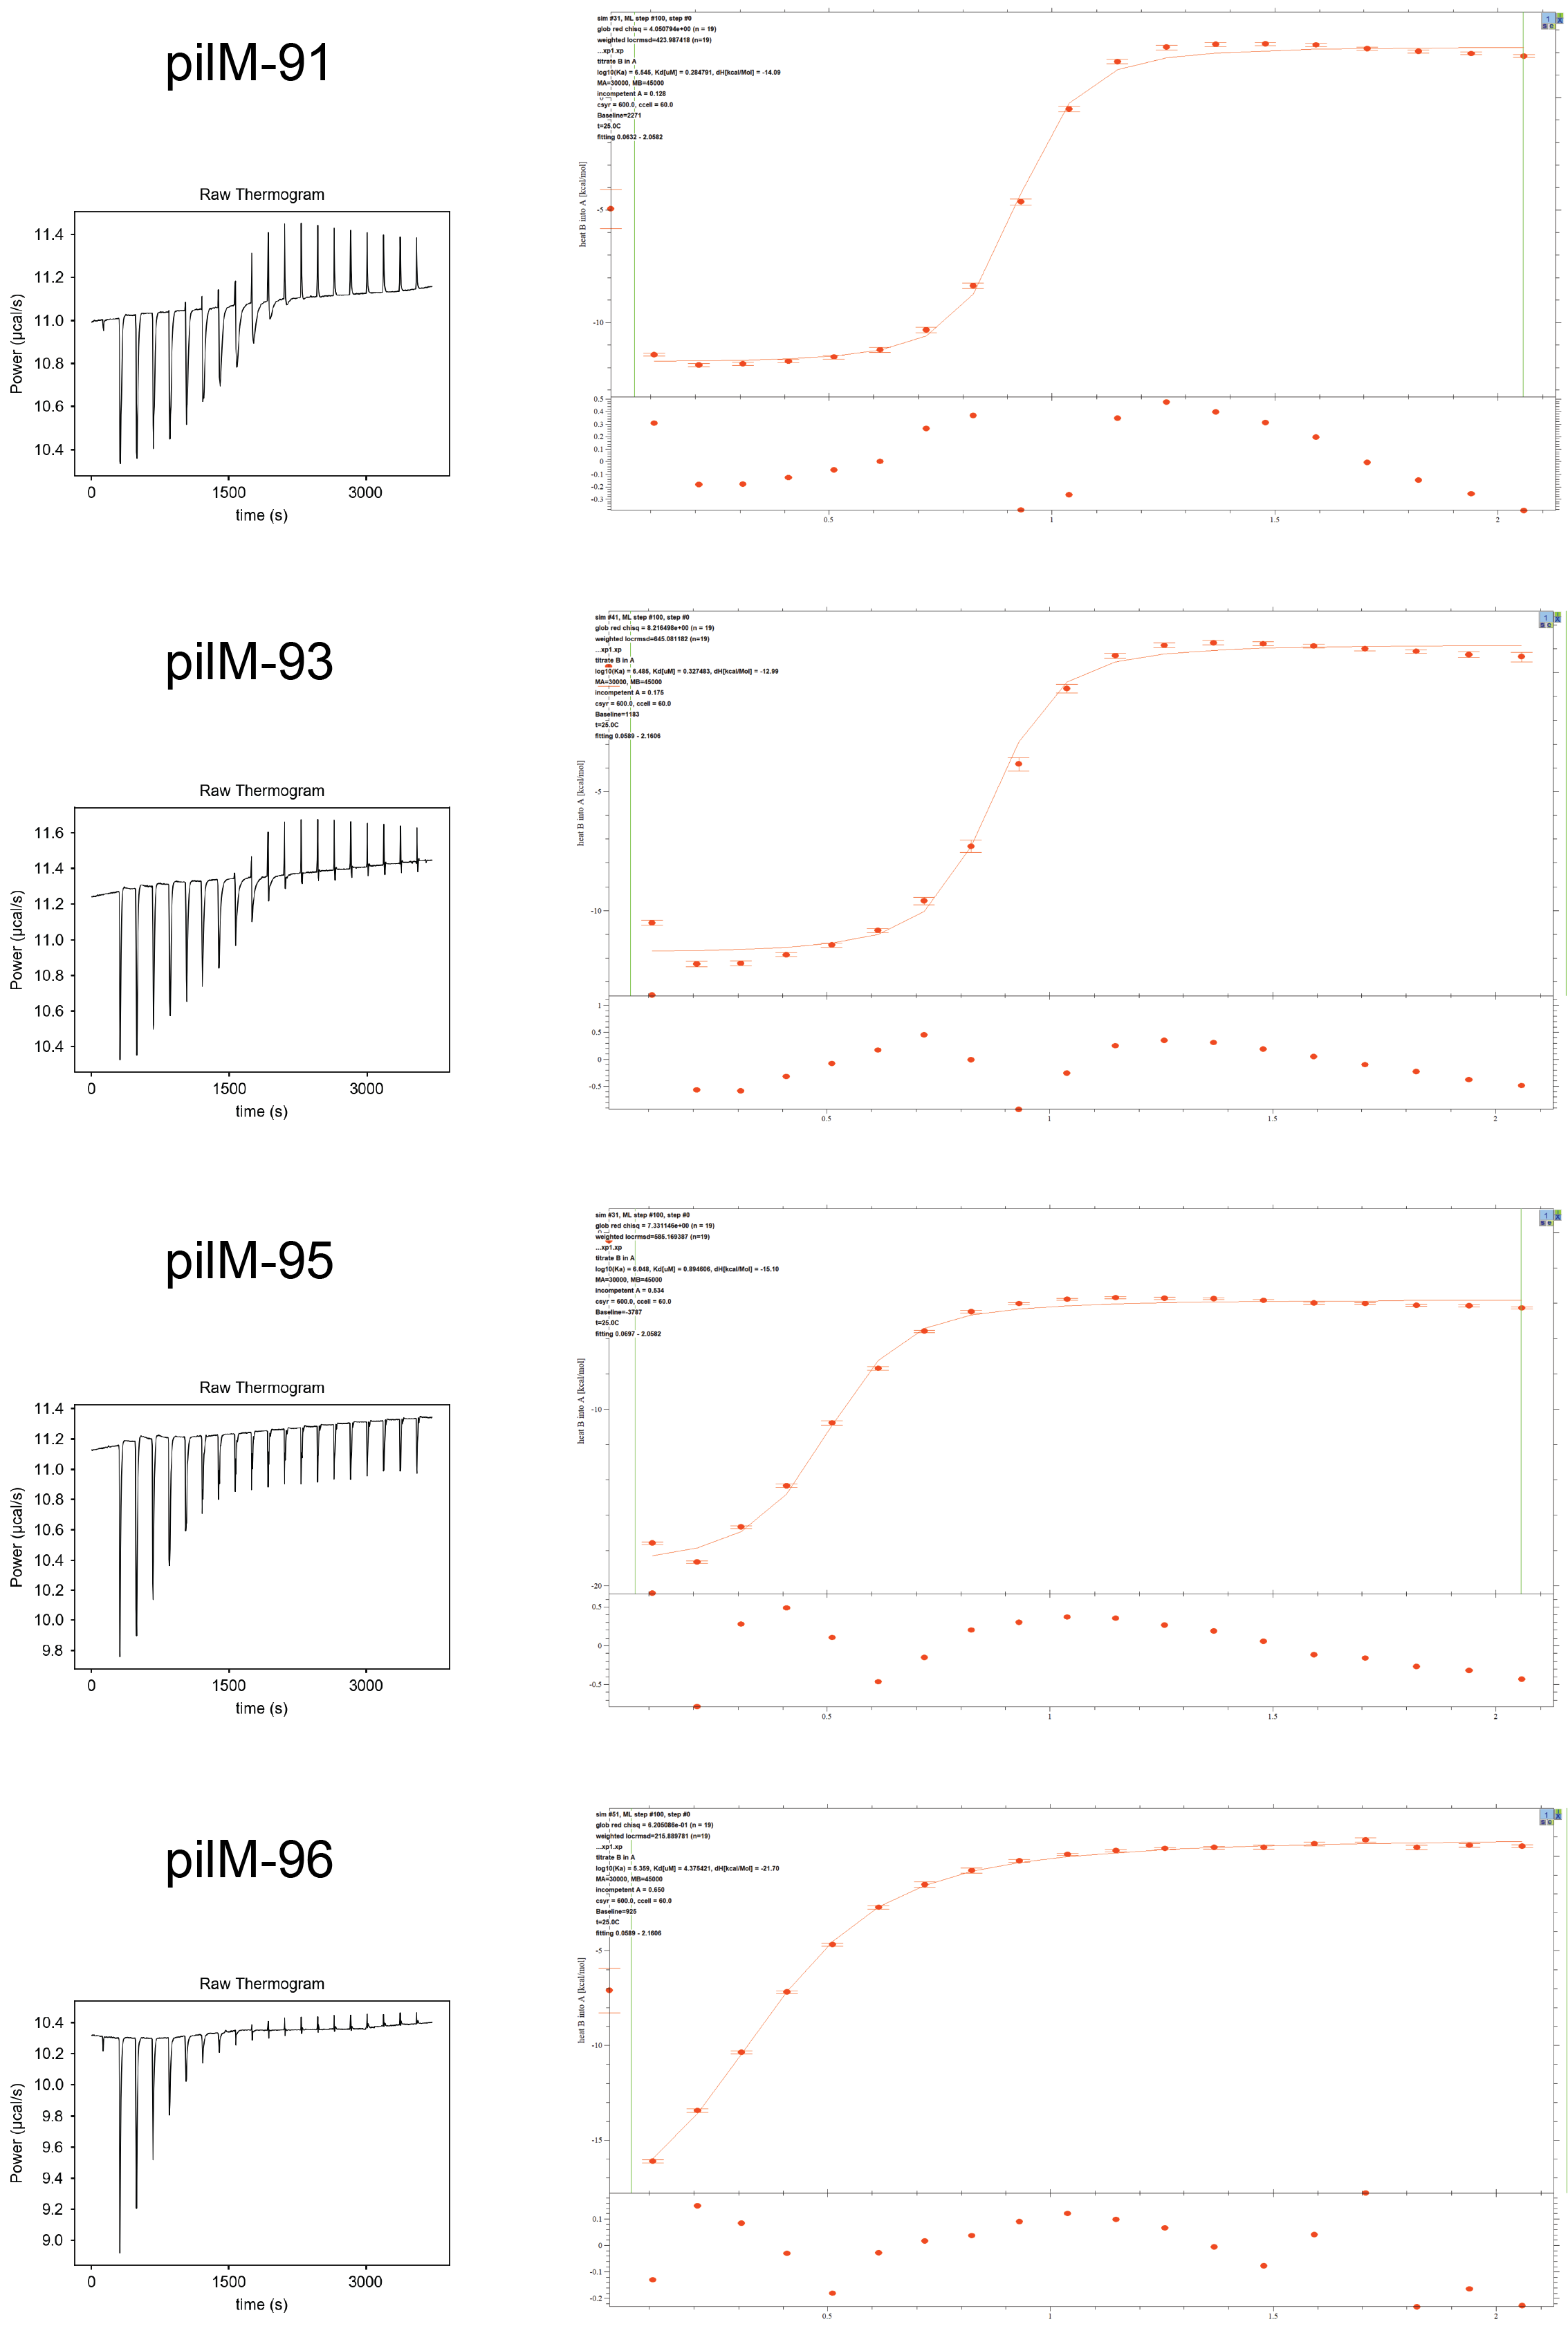 pilM-91
sim #31, ML step #100, step #0
glob red chisq = 4.050794e+00 (n = 19)
weighted locrmsd=423.987418 (n=19)
...xp1.xp
titrate B in A
log10(Ka) = 6.545, Kd[uM] = 0.284791, dH[kcal/Mol] = -14.09
MA=30000, MB=45000
incompetent A = 0.128
csyr = 600.0, ccell = 60.0
Baseline=2271
t=25.0C
fitting 0.0632 - 2.0582
heat B into A [kcal/mol]
-5
-10
0.5
0.4
0.3
0.2
0.1
0
-0.1
-0.2
-0.3
0.5 1 1.5 2
Raw Thermogram
Power (µcal/s)
11.4
11.2
11.0
10.8
10.6
10.4
0 1500 3000
time (s)
pilM-93
sim #41, ML step #100, step #0
glob red chisq = 8.216498e+00 (n = 19)
weighted locrmsd=645.081182 (n=19)
...xp1.xp
titrate B in A
log10(Ka) = 6.485, Kd[uM] = 0.327483, dH[kcal/Mol] = -12.99
MA=30000, MB=45000
incompetent A = 0.175
csyr = 600.0, ccell = 60.0
Baseline=1183
t=25.0C
fitting 0.0589 - 2.1606
heat B into A [kcal/mol]
-5
-10
1
0.5
0
-0.5
0.5 1 1.5 2
Raw Thermogram
Power (µcal/s)
11.6
11.4
11.2
11.0
10.8
10.6
10.4
0 1500 3000
time (s)
pilM-95
sim #31, ML step #100, step #0
glob red chisq = 7.331146e+00 (n = 19)
weighted locrmsd=585.169387 (n=19)
...xp1.xp
titrate B in A
log10(Ka) = 6.048, Kd[uM] = 0.894606, dH[kcal/Mol] = -15.10
MA=30000, MB=45000
incompetent A = 0.534
csyr = 600.0, ccell = 60.0
Baseline=-3787
t=25.0C
fitting 0.0697 - 2.0582
heat B into A [kcal/mol]
-10
-20
0.5
0
-0.5
0.5 1 1.5 2
Raw Thermogram
Power (µcal/s)
11.4
11.2
11.0
10.8
10.6
10.4
10.2
10.0
9.8
0 1500 3000
time (s)
pilM-96
sim #51, ML step #100, step #0
glob red chisq = 6.205086e-01 (n = 19)
weighted locrmsd=215.889781 (n=19)
...xp1.xp
titrate B in A
log10(Ka) = 5.359, Kd[uM] = 4.375421, dH[kcal/Mol] = -21.70
MA=30000, MB=45000
incompetent A = 0.650
csyr = 600.0, ccell = 60.0
Baseline=925
t=25.0C
fitting 0.0589 - 2.1606
heat B into A [kcal/mol]
-5
-10
-15
0.1
0
-0.1
-0.2
0.5 1 1.5 2
Raw Thermogram
Power (µcal/s)
10.4
10.2
10.0
9.8
9.6
9.4
9.2
9.0
0 1500 3000
time (s)